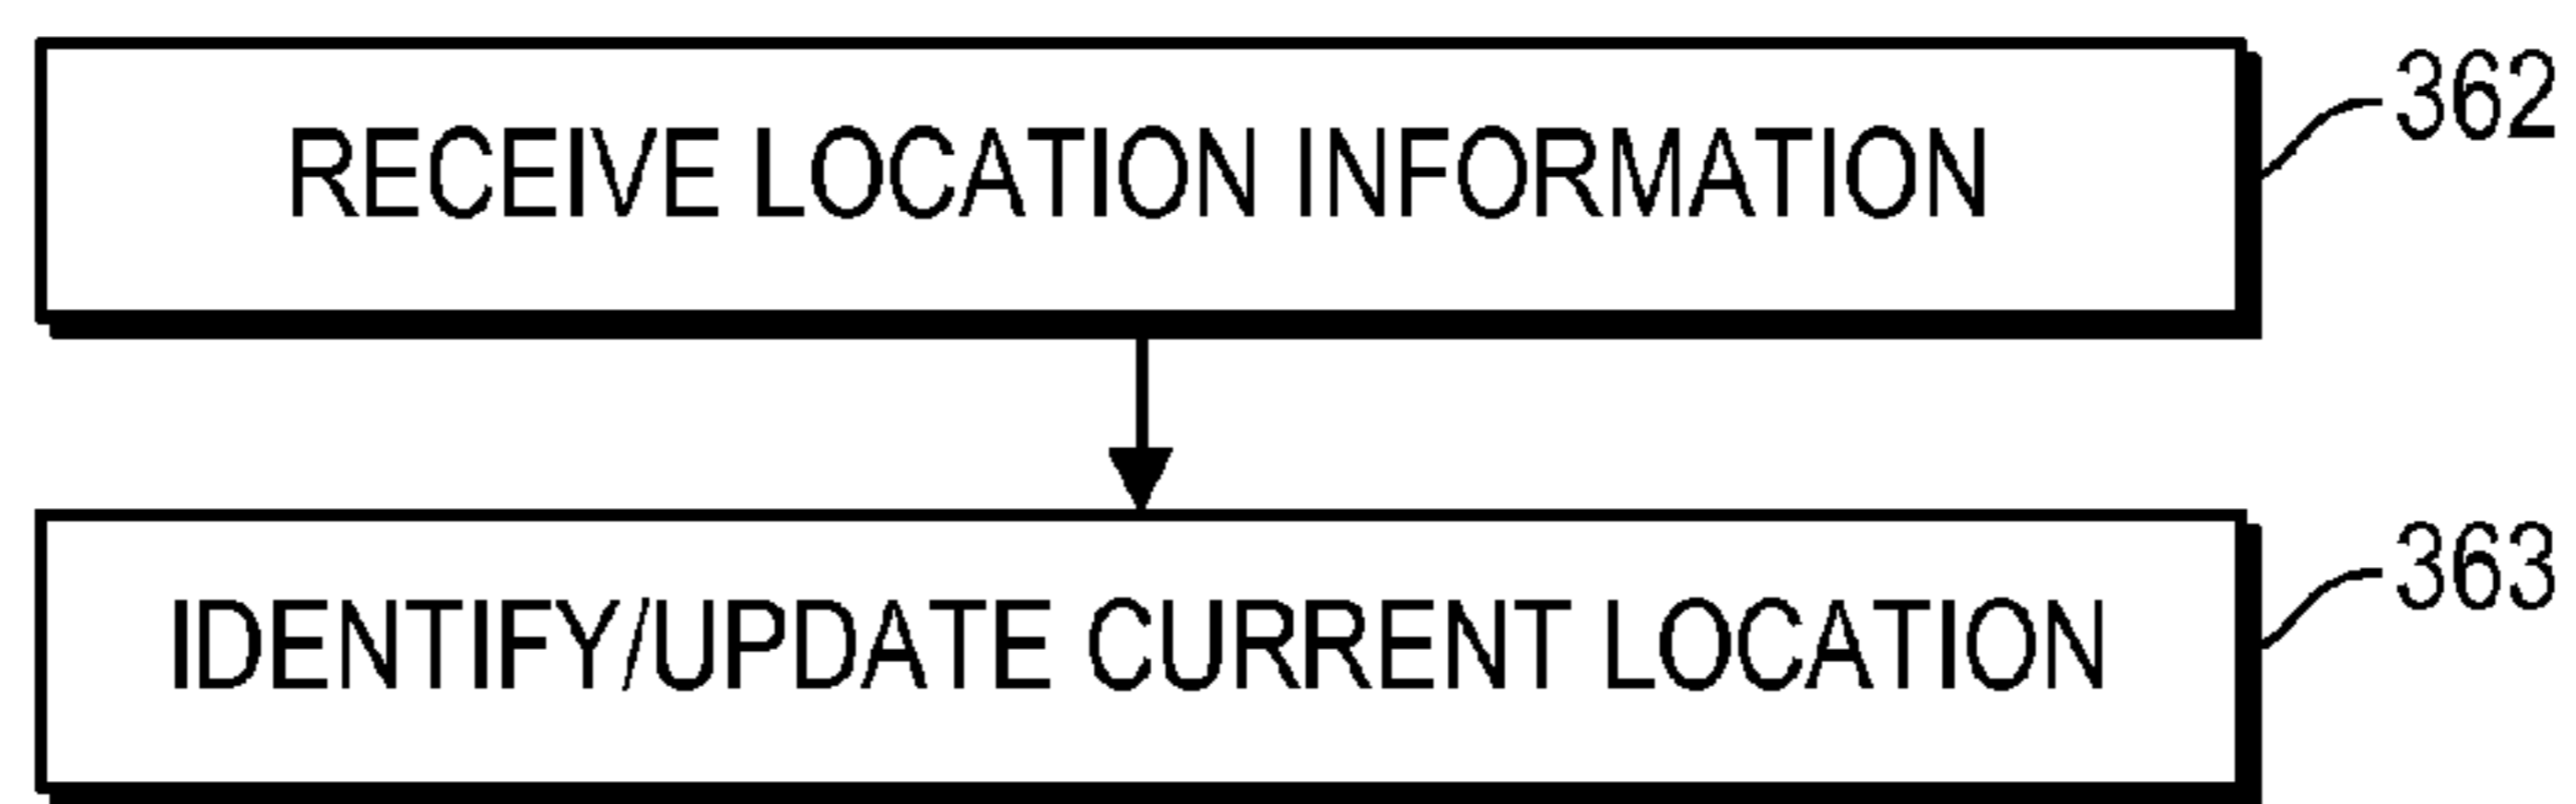 RECEIVE LOCATION INFORMATION
362
IDENTIFY/UPDATE CURRENT LOCATION
363